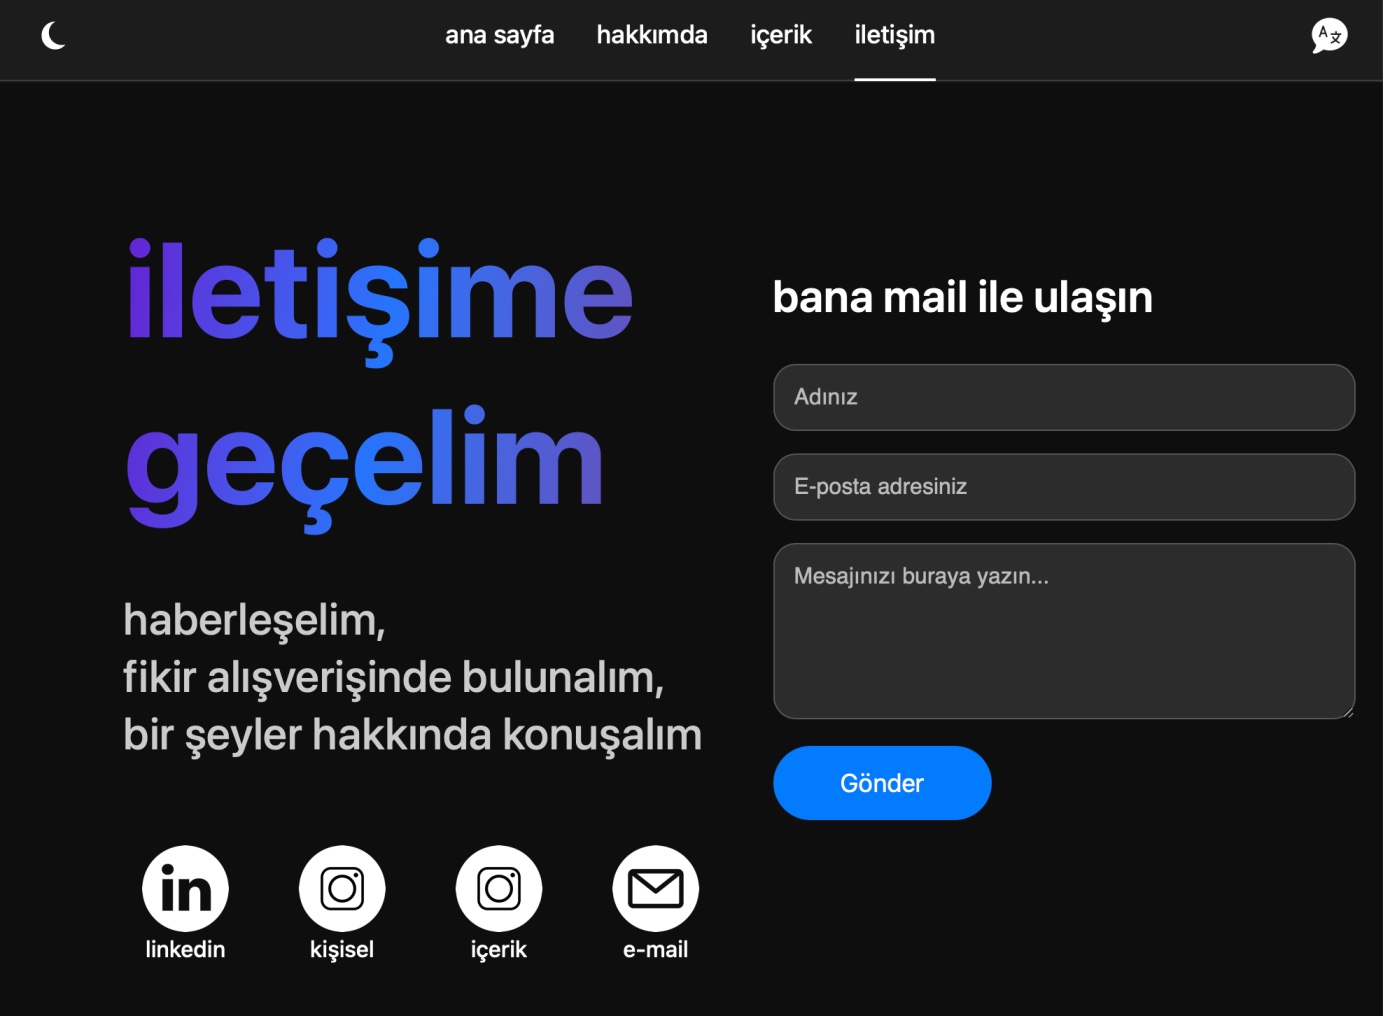 ana sayfa hakkımda içerik iletişim
iletişime
geçelim
haberleşelim,
fikir alışverişinde bulunalım,
bir şeyler hakkında konuşalım
linkedin kişisel içerik e-mail
bana mail ile ulaşın
Adınız
E-posta adresiniz
Mesajınızı buraya yazın...
Gönder